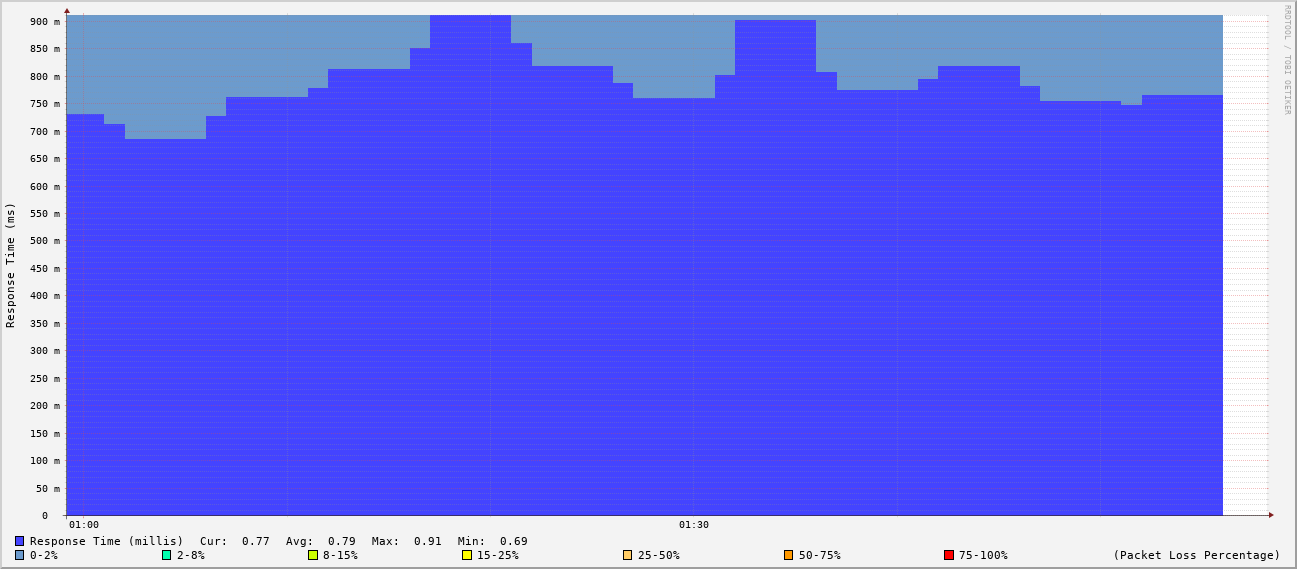 RRDTOOL / TOBI OETIKER
Response Time (ms)
900 m
850 m
800 m
750 m
700 m
650 m
600 m
550 m
500 m
450 m
400 m
350 m
300 m
250 m
200 m
150 m
100 m
50 m
0
01:00 01:30
Response Time (millis) Cur: 0.77 Avg: 0.79 Max: 0.91 Min: 0.69
0-2% 2-8% 8-15% 15-25% 25-50% 50-75% 75-100% (Packet Loss Percentage)